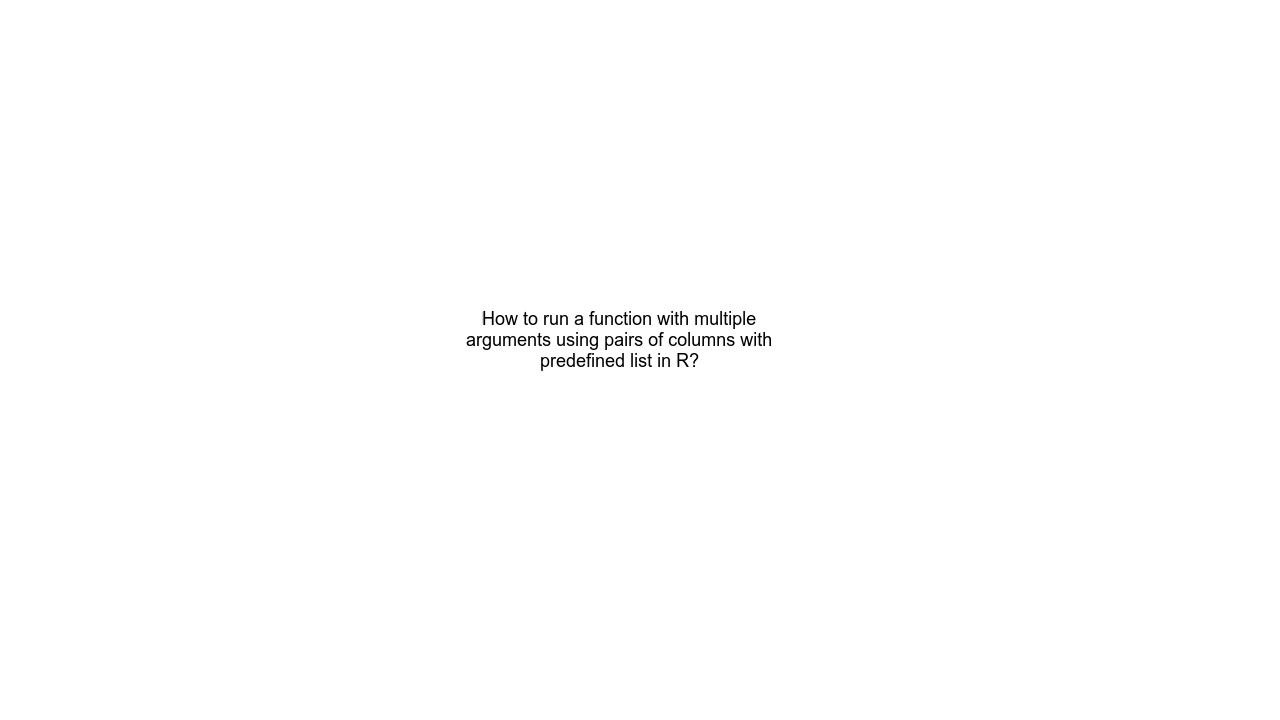 How to run a function with multiple
arguments using pairs of columns with
predefined list in R?